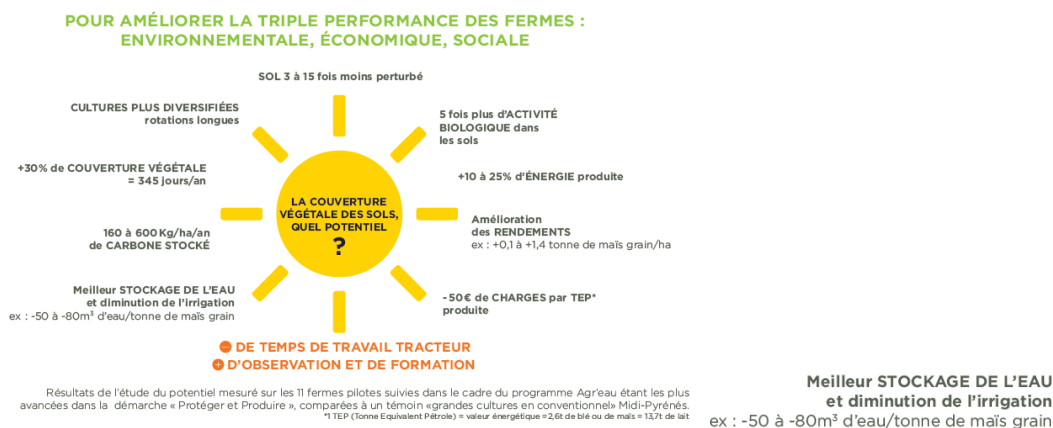 POUR AMÉLIORER LA TRIPLE PERFORMANCE DES FERMES :
ENVIRONNEMENTALE, ÉCONOMIQUE, SOCIALE
SOL 3 à 15 fois moins perturbé
CULTURES PLUS DIVERSIFIÉES
rotations longues
5 fois plus d'ACTIVITÉ
BIOLOGIQUE dans
les sols
+30% de COUVERTURE VÉGÉTALE
= 345 jours/an
+10 à 25% d'ÉNERGIE produite
LA COUVERTURE
VÉGÉTALE DES SOLS,
QUEL POTENTIEL
?
160 à 600 Kg/ha/an
de CARBONE STOCKÉ
Amélioration
des RENDEMENTS
ex : +0,1 à +1,4 tonne de maïs grain/ha
Meilleur STOCKAGE DE L'EAU
et diminution de l'irrigation
ex : -50 à -80m³ d'eau/tonne de maïs grain
- 50€ de CHARGES par TEP*
produite
- DE TEMPS DE TRAVAIL TRACTEUR
+ D'OBSERVATION ET DE FORMATION
Résultats de l'étude du potentiel mesuré sur les 11 fermes pilotes suivies dans le cadre du programme Agr'eau étant les plus
avancées dans la démarche « Protéger et Produire », comparées à un témoin «grandes cultures en conventionnel» Midi-Pyrénés.
*1 TEP (Tonne Equivalent Pétrole) = valeur énergétique =2,6t de blé ou de maïs = 13,7t de lait
Meilleur STOCKAGE DE L'EAU
et diminution de l'irrigation
ex : -50 à -80m³ d'eau/tonne de maïs grain